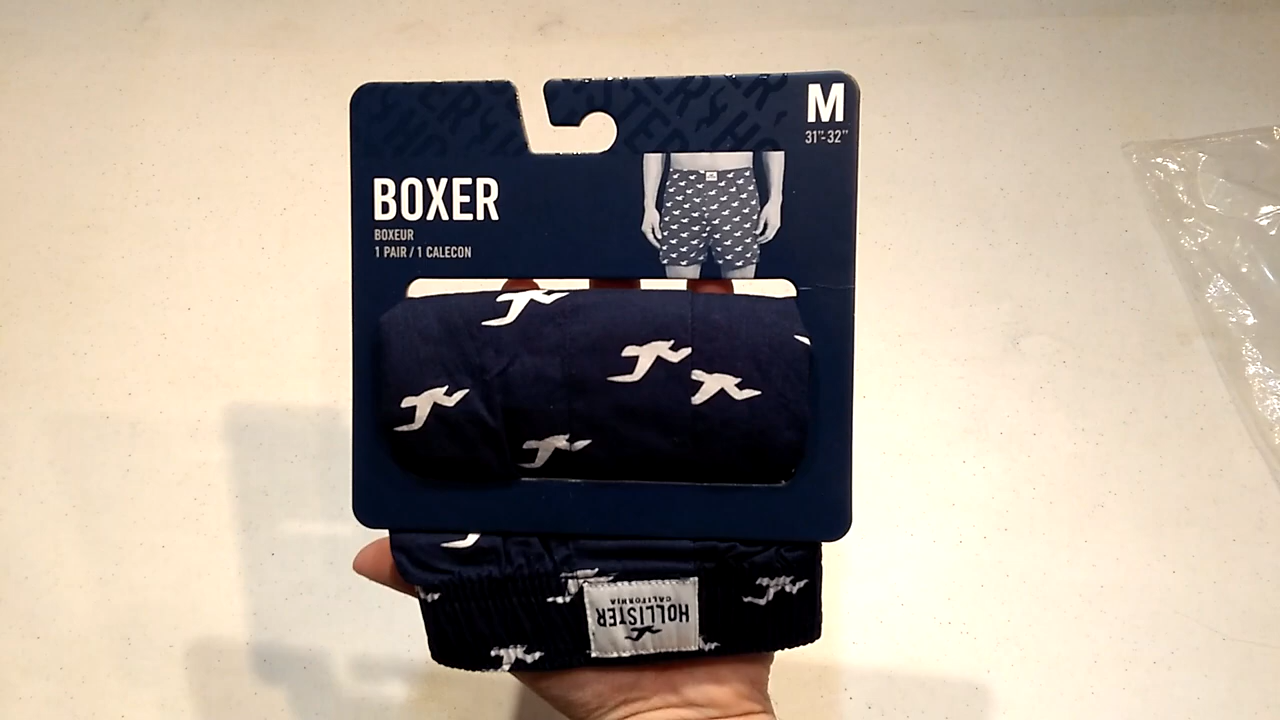 M
31"-32"
BOXER
BOXEUR
1 PAIR / 1 CALECON
HOLLISTER
CALIFORNIA